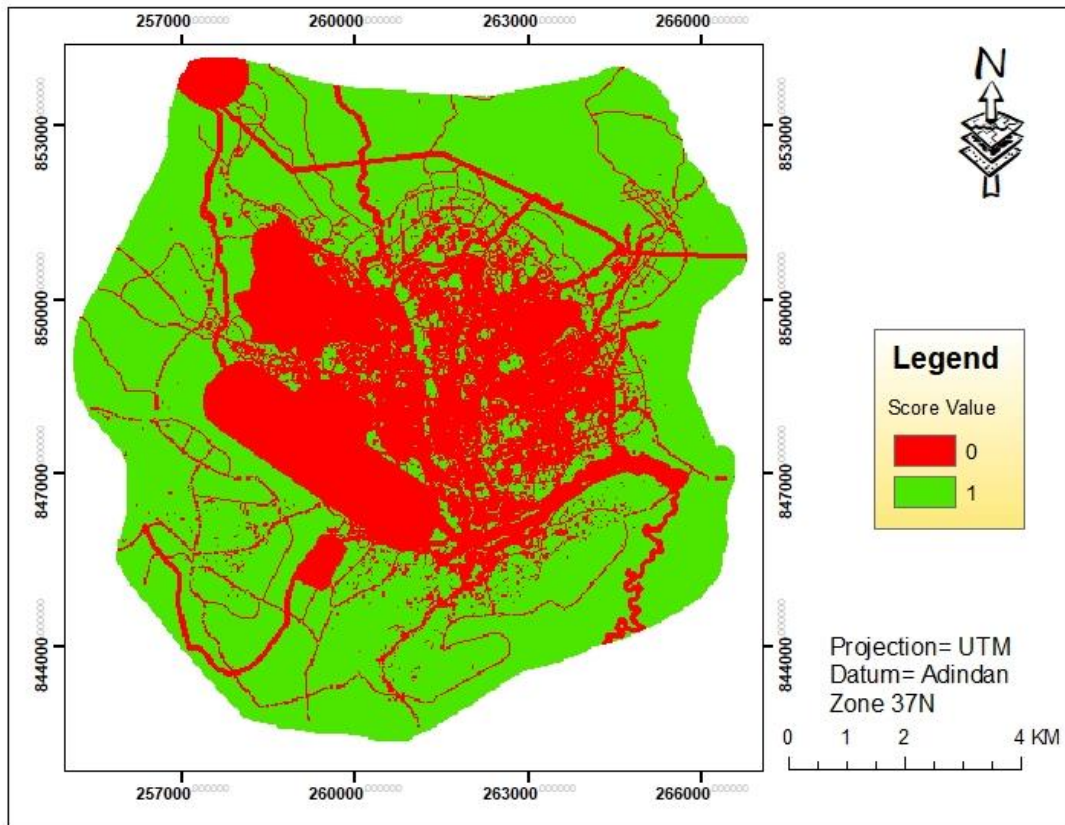 257000 260000 263000 266000
N
853000 853000
850000 850000
847000 847000
844000 844000
Legend
Score Value
0
1
Projection= UTM
Datum= Adindan
Zone 37N
0 1 2 4 KM
257000 260000 263000 266000